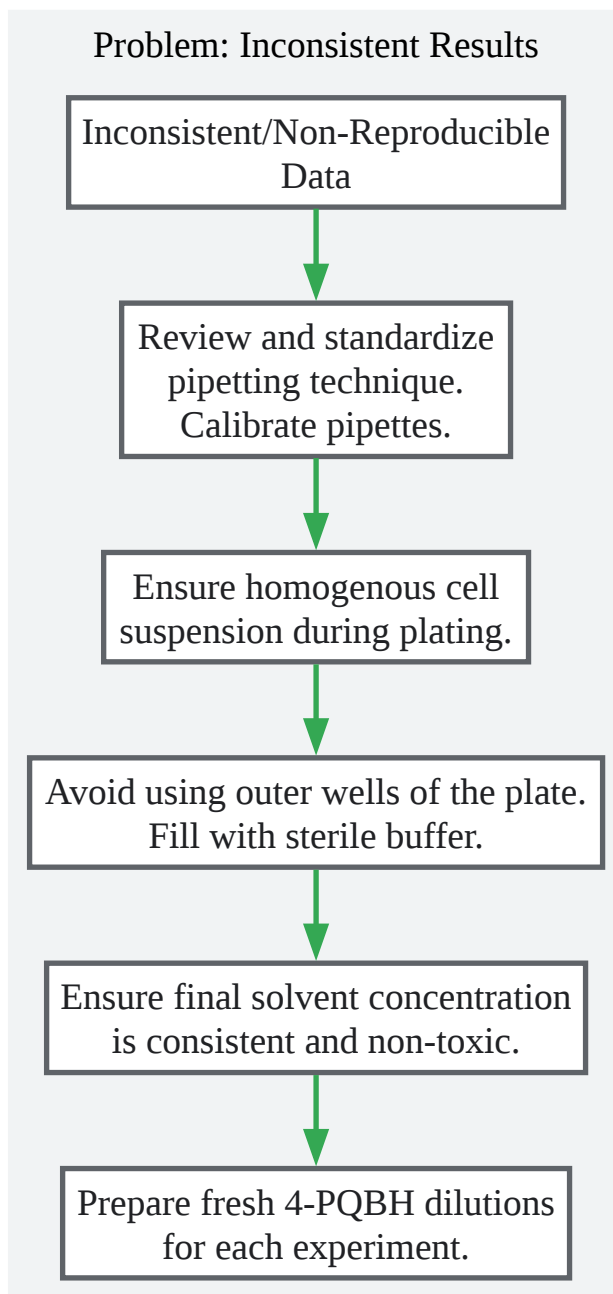 Problem: Inconsistent Results
Inconsistent/Non-Reproducible
Data
Review and standardize
pipetting technique.
Calibrate pipettes.
Ensure homogenous cell
suspension during plating.
Avoid using outer wells of the plate.
Fill with sterile buffer.
Ensure final solvent concentration
is consistent and non-toxic.
Prepare fresh 4-PQBH dilutions
for each experiment.